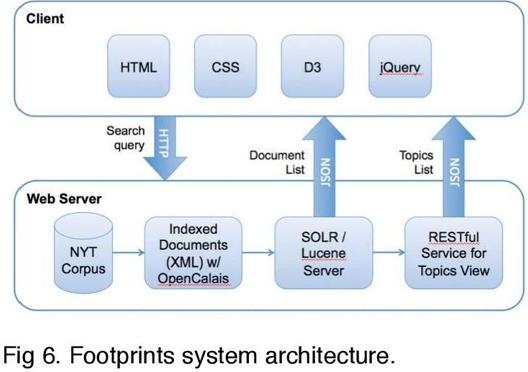 Client
HTML
CSS
D3
jQuery
Search
query
HTTP
Document
List
JSON
Topics
List
JSON
Web Server
NYT
Corpus
Indexed
Documents
(XML) w/
OpenCalais
SOLR /
Lucene
Server
RESTful
Service for
Topics View
Fig 6. Footprints system architecture.